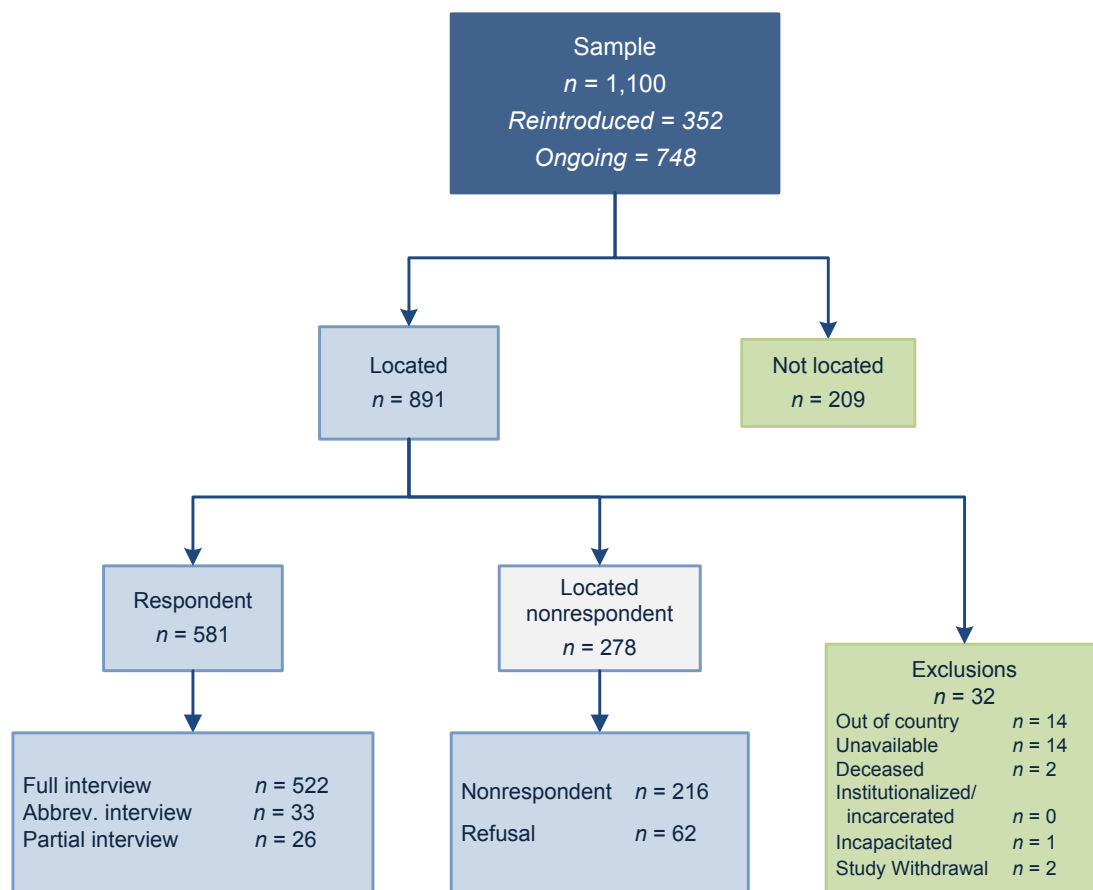 Sample
n = 1,100
Reintroduced = 352
Ongoing = 748
Located
n = 891
Not located
n = 209
Respondent
n = 581
Located
nonrespondent
n = 278
Exclusions
n = 32
Out of country n = 14
Unavailable n = 14
Deceased n = 2
Institutionalized/
incarcerated n = 0
Incapacitated n = 1
Study Withdrawal n = 2
Full interview n = 522
Abbrev. interview n = 33
Partial interview n = 26
Nonrespondent n = 216
Refusal n = 62